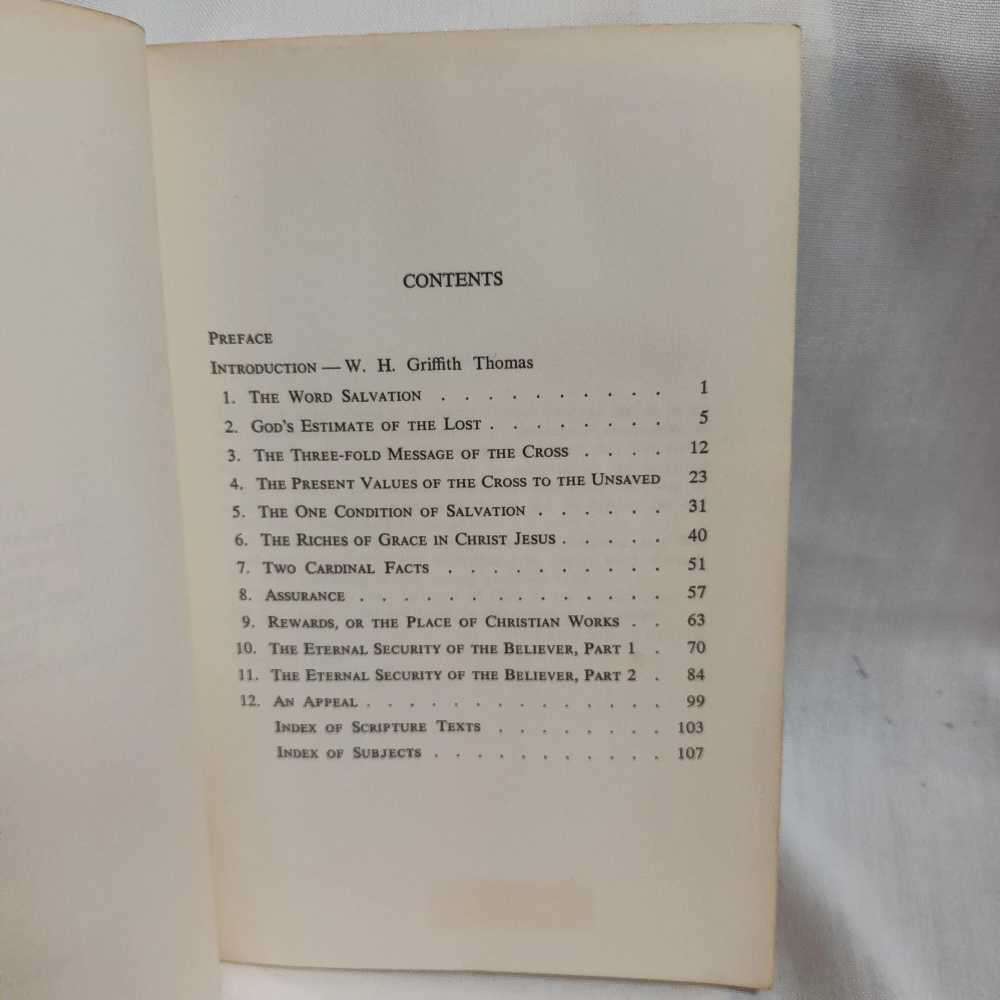 CONTENTS
PREFACE
INTRODUCTION — W. H. Griffith Thomas
1. THE WORD SALVATION . . . . . . . . . . 1
2. GOD'S ESTIMATE OF THE LOST . . . . . . . . 5
3. THE THREE-FOLD MESSAGE OF THE CROSS . . . . 12
4. THE PRESENT VALUES OF THE CROSS TO THE UNSAVED 23
5. THE ONE CONDITION OF SALVATION . . . . . . 31
6. THE RICHES OF GRACE IN CHRIST JESUS . . . . . 40
7. TWO CARDINAL FACTS . . . . . . . . . . 51
8. ASSURANCE . . . . . . . . . . . . . . 57
9. REWARDS, OR THE PLACE OF CHRISTIAN WORKS . . 63
10. THE ETERNAL SECURITY OF THE BELIEVER, PART 1 . 70
11. THE ETERNAL SECURITY OF THE BELIEVER, PART 2 . 84
12. AN APPEAL . . . . . . . . . . . . . . 99
INDEX OF SCRIPTURE TEXTS . . . . . . . . 103
INDEX OF SUBJECTS . . . . . . . . . . . 107